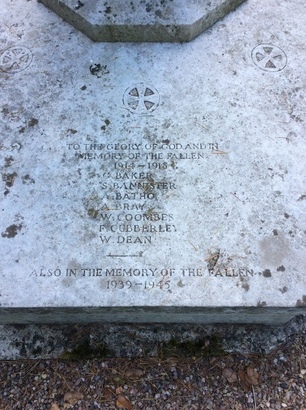 TO THE GLORY OF GOD AND IN
MEMORY OF THE FALLEN
1914 – 1918
C. BAKER
S. BANNISTER
A. BATHO
A. BRAY
W. COOMBES
F. CUBBERLEY
W. DEAN
ALSO IN THE MEMORY OF THE FALLEN
1939 – 1945